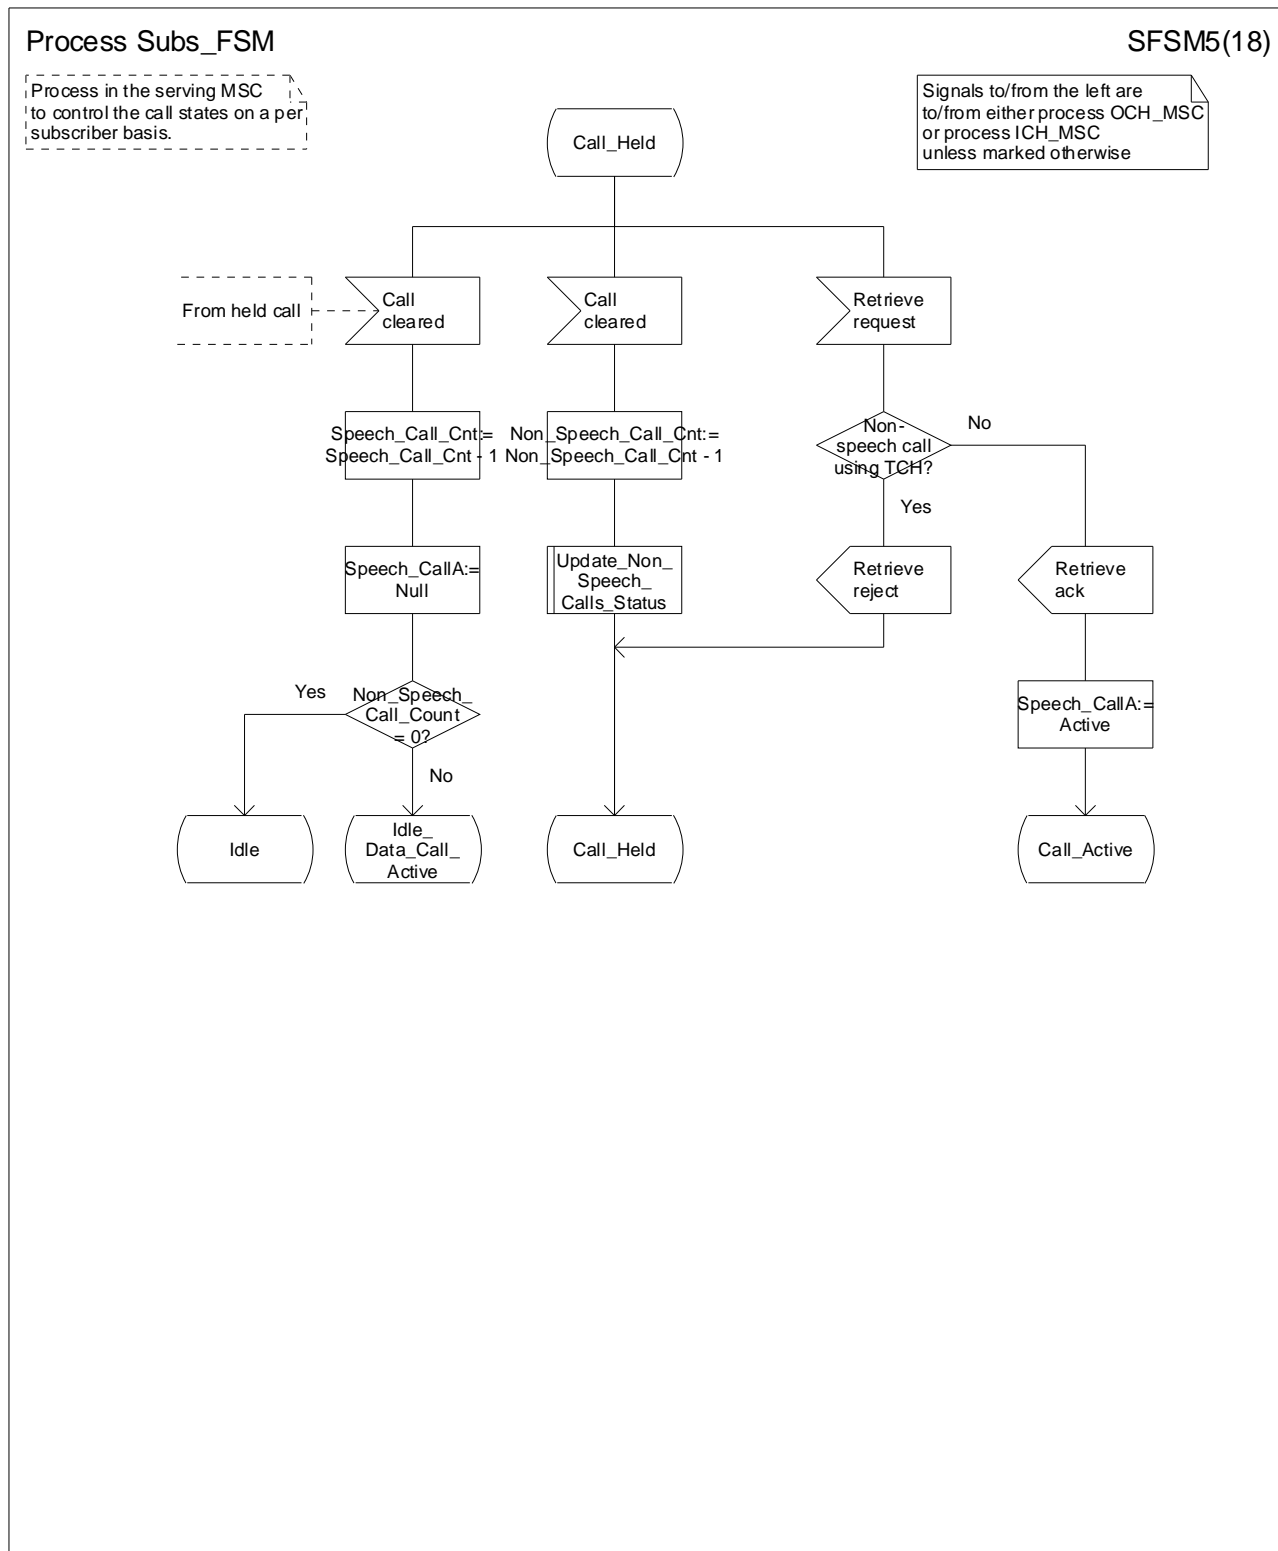 Process Subs_FSM
SFSM5(18)
Process in the serving MSC
to control the call states on a per
subscriber basis.
Signals to/from the left are
to/from either process OCH_MSC
or process ICH_MSC
unless marked otherwise
Call_Held
From held call
Call
cleared
Call
cleared
Retrieve
request
Speech_Call_Cnt:=
Speech_Call_Cnt - 1
Non_Speech_Call_Cnt:=
Non_Speech_Call_Cnt - 1
Non-
speech call
using TCH?
No
Yes
Speech_CallA:=
Null
Update_Non_
Speech_
Calls_Status
Retrieve
reject
Retrieve
ack
Yes
Non_Speech_
Call_Count
= 0?
No
Speech_CallA:=
Active
Idle
Idle_
Data_Call_
Active
Call_Held
Call_Active